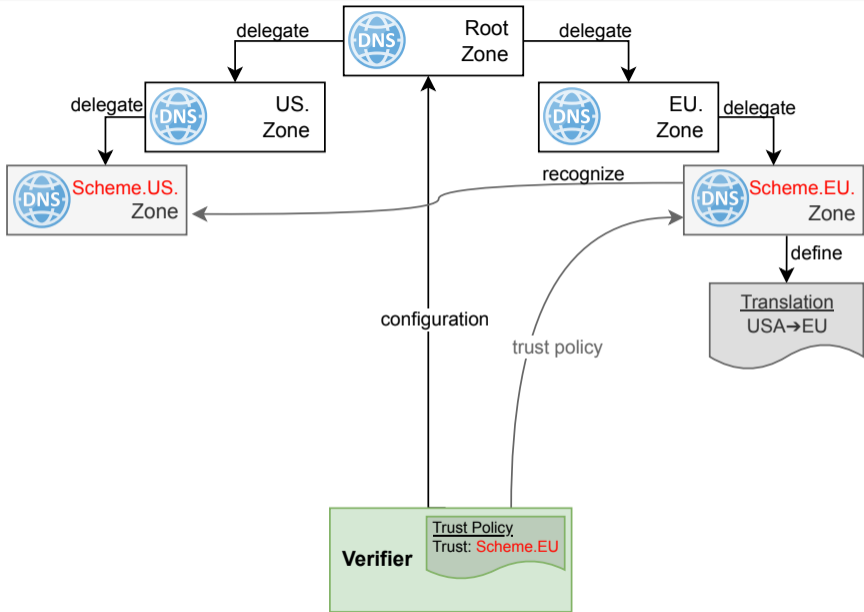 delegate
DNS
Root
Zone
delegate
delegate
DNS
US.
Zone
DNS
EU.
Zone
delegate
DNS
Scheme.US.
Zone
recognize
DNS
Scheme.EU.
Zone
define
Translation
USA➔EU
configuration
trust policy
Verifier
Trust Policy
Trust: Scheme.EU